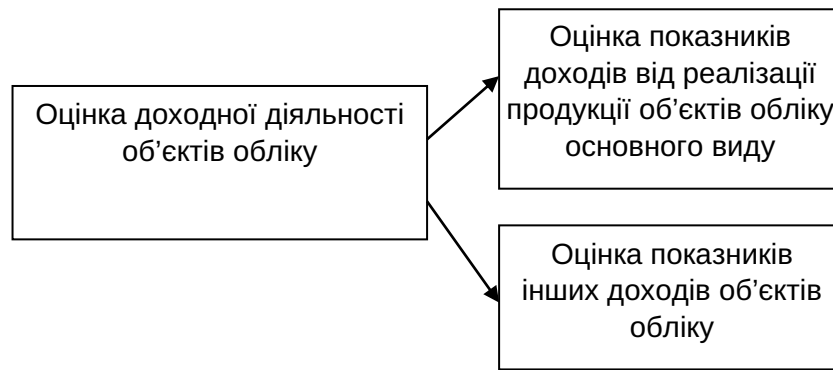 Оцінка доходної діяльності
об’єктів обліку
Оцінка показників
доходів від реалізації
продукції об’єктів обліку
основного виду
Оцінка показників
інших доходів об’єктів
обліку